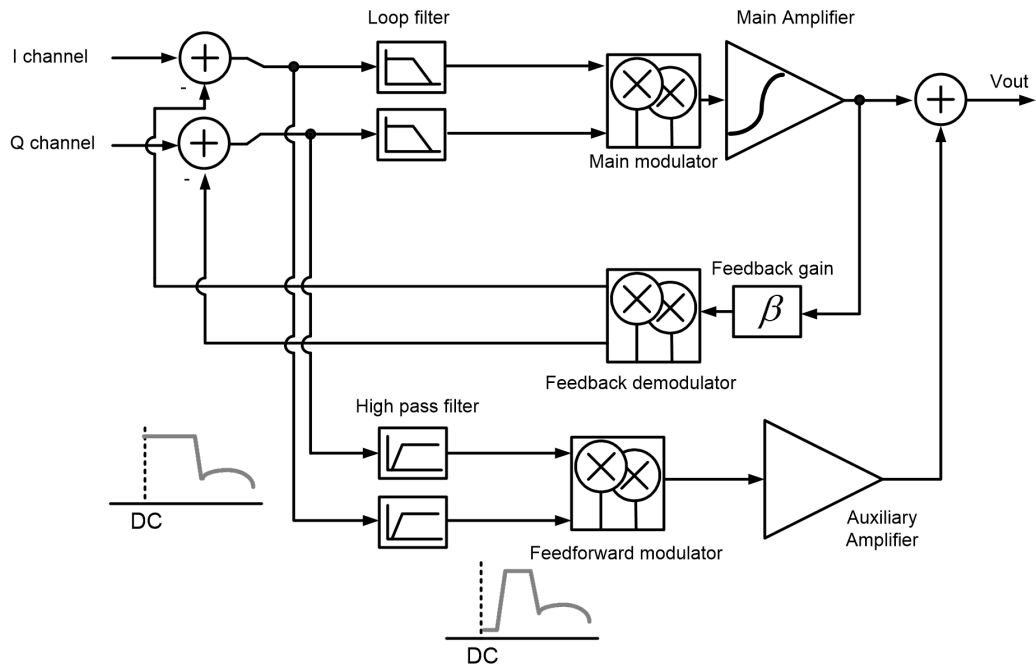 Loop filter
Main Amplifier
I channel
-
Vout
Q channel
-
Main modulator
Feedback gain
β
Feedback demodulator
High pass filter
DC
Auxiliary
Amplifier
Feedforward modulator
DC